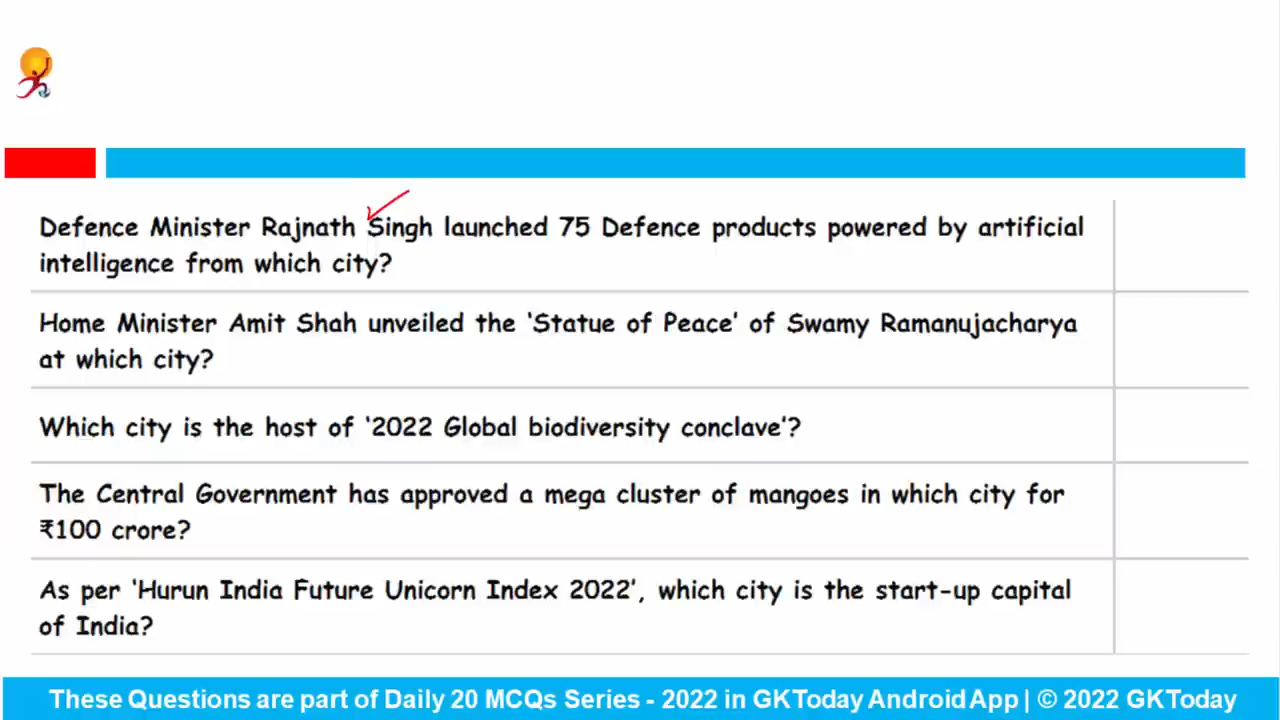 Defence Minister Rajnath Singh launched 75 Defence products powered by artificial
intelligence from which city?
Home Minister Amit Shah unveiled the ‘Statue of Peace’ of Swamy Ramanujacharya
at which city?
Which city is the host of ‘2022 Global biodiversity conclave’?
The Central Government has approved a mega cluster of mangoes in which city for
₹100 crore?
As per ‘Hurun India Future Unicorn Index 2022’, which city is the start-up capital
of India?
These Questions are part of Daily 20 MCQs Series - 2022 in GKToday Android App | © 2022 GKToday